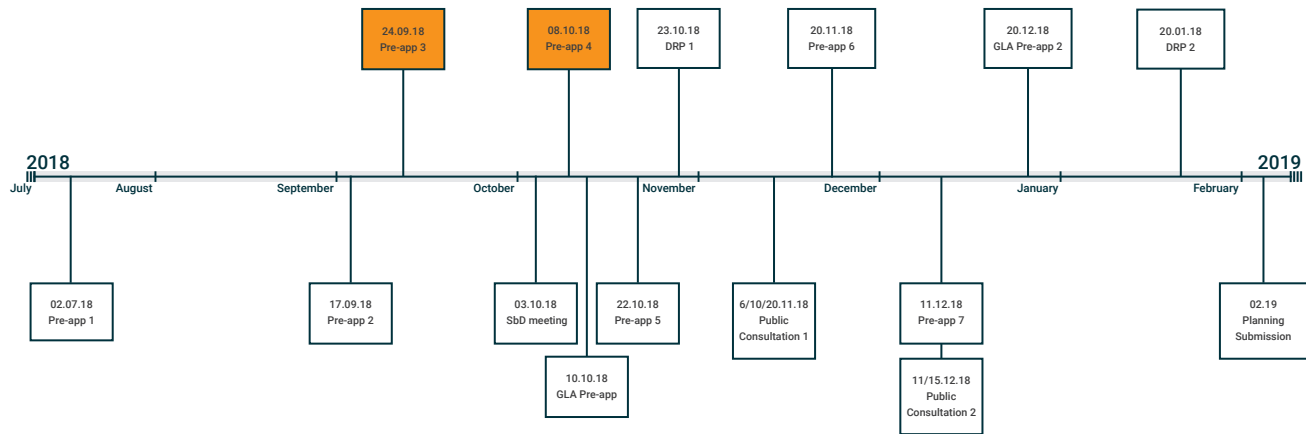 24.09.18
Pre-app 3
08.10.18
Pre-app 4
23.10.18
DRP 1
20.11.18
Pre-app 6
20.12.18
GLA Pre-app 2
20.01.18
DRP 2
2018
2019
July
August
September
October
November
December
January
February
02.07.18
Pre-app 1
17.09.18
Pre-app 2
03.10.18
SbD meeting
22.10.18
Pre-app 5
6/10/20.11.18
Public
Consultation 1
11.12.18
Pre-app 7
02.19
Planning
Submission
10.10.18
GLA Pre-app
11/15.12.18
Public
Consultation 2